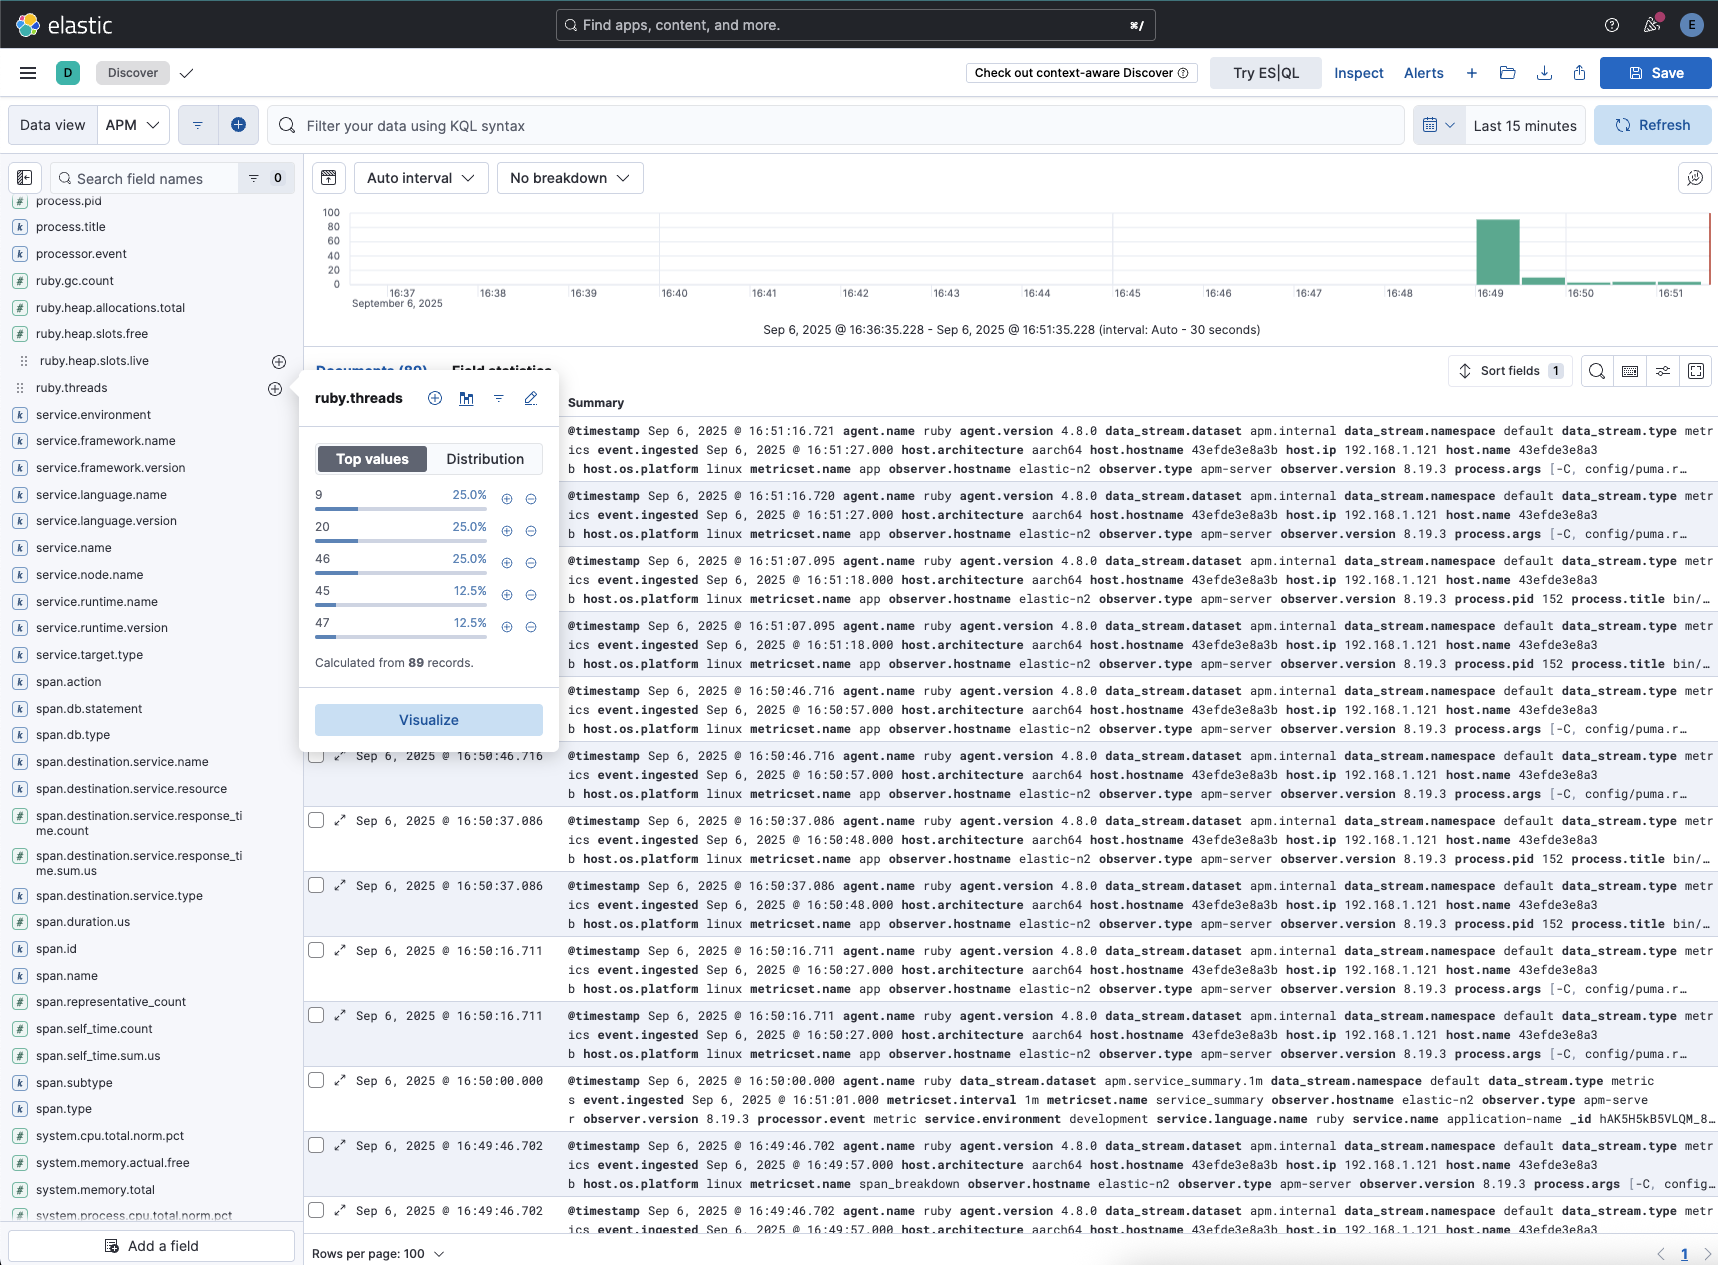 elastic
Find apps, content, and more.
⌘/
E
D
Discover
Check out context-aware Discover
Try ES|QL
Inspect
Alerts
Save
Data view
APM
Filter your data using KQL syntax
Last 15 minutes
Refresh
Search field names
0
process.pid
process.title
processor.event
ruby.gc.count
ruby.heap.allocations.total
ruby.heap.slots.free
ruby.heap.slots.live
ruby.threads
service.environment
service.framework.name
service.framework.version
service.language.name
service.language.version
service.name
service.node.name
service.runtime.name
service.runtime.version
service.target.type
span.action
span.db.statement
span.db.type
span.destination.service.name
span.destination.service.resource
span.destination.service.response_ti
me.count
span.destination.service.response_ti
me.sum.us
span.destination.service.type
span.duration.us
span.id
span.name
span.representative_count
span.self_time.count
span.self_time.sum.us
span.subtype
span.type
system.cpu.total.norm.pct
system.memory.actual.free
system.memory.total
system.process.cpu.total.norm.pct
Add a field
Auto interval
No breakdown
100
80
60
40
20
0
16:37 16:38 16:39 16:40 16:41 16:42 16:43 16:44 16:45 16:46 16:47 16:48 16:49 16:50 16:51
September 6, 2025
Sep 6, 2025 @ 16:36:35.228 - Sep 6, 2025 @ 16:51:35.228 (interval: Auto - 30 seconds)
Documents (89)
Field statistics
Sort fields 1
ruby.threads
Top values
Distribution
9 25.0%
20 25.0%
46 25.0%
45 12.5%
47 12.5%
Calculated from 89 records.
Visualize
Summary
@timestamp Sep 6, 2025 @ 16:51:16.721 agent.name ruby agent.version 4.8.0 data_stream.dataset apm.internal data_stream.namespace default data_stream.type metr
ics event.ingested Sep 6, 2025 @ 16:51:27.000 host.architecture aarch64 host.hostname 43efde3e8a3b host.ip 192.168.1.121 host.name 43efde3e8a3
b host.os.platform linux metricset.name app observer.hostname elastic-n2 observer.type apm-server observer.version 8.19.3 process.args [-C, config/puma.r…
@timestamp Sep 6, 2025 @ 16:51:16.720 agent.name ruby agent.version 4.8.0 data_stream.dataset apm.internal data_stream.namespace default data_stream.type metr
ics event.ingested Sep 6, 2025 @ 16:51:27.000 host.architecture aarch64 host.hostname 43efde3e8a3b host.ip 192.168.1.121 host.name 43efde3e8a3
b host.os.platform linux metricset.name app observer.hostname elastic-n2 observer.type apm-server observer.version 8.19.3 process.args [-C, config/puma.r…
@timestamp Sep 6, 2025 @ 16:51:07.095 agent.name ruby agent.version 4.8.0 data_stream.dataset apm.internal data_stream.namespace default data_stream.type metr
ics event.ingested Sep 6, 2025 @ 16:51:18.000 host.architecture aarch64 host.hostname 43efde3e8a3b host.ip 192.168.1.121 host.name 43efde3e8a3
b host.os.platform linux metricset.name app observer.hostname elastic-n2 observer.type apm-server observer.version 8.19.3 process.pid 152 process.title bin/…
@timestamp Sep 6, 2025 @ 16:51:07.095 agent.name ruby agent.version 4.8.0 data_stream.dataset apm.internal data_stream.namespace default data_stream.type metr
ics event.ingested Sep 6, 2025 @ 16:51:18.000 host.architecture aarch64 host.hostname 43efde3e8a3b host.ip 192.168.1.121 host.name 43efde3e8a3
b host.os.platform linux metricset.name app observer.hostname elastic-n2 observer.type apm-server observer.version 8.19.3 process.pid 152 process.title bin/…
@timestamp Sep 6, 2025 @ 16:50:46.716 agent.name ruby agent.version 4.8.0 data_stream.dataset apm.internal data_stream.namespace default data_stream.type metr
ics event.ingested Sep 6, 2025 @ 16:50:57.000 host.architecture aarch64 host.hostname 43efde3e8a3b host.ip 192.168.1.121 host.name 43efde3e8a3
b host.os.platform linux metricset.name app observer.hostname elastic-n2 observer.type apm-server observer.version 8.19.3 process.args [-C, config/puma.r…
Sep 6, 2025 @ 16:50:46.716 @timestamp Sep 6, 2025 @ 16:50:46.716 agent.name ruby agent.version 4.8.0 data_stream.dataset apm.internal data_stream.namespace default data_stream.type metr
ics event.ingested Sep 6, 2025 @ 16:50:57.000 host.architecture aarch64 host.hostname 43efde3e8a3b host.ip 192.168.1.121 host.name 43efde3e8a3
b host.os.platform linux metricset.name app observer.hostname elastic-n2 observer.type apm-server observer.version 8.19.3 process.args [-C, config/puma.r…
Sep 6, 2025 @ 16:50:37.086 @timestamp Sep 6, 2025 @ 16:50:37.086 agent.name ruby agent.version 4.8.0 data_stream.dataset apm.internal data_stream.namespace default data_stream.type metr
ics event.ingested Sep 6, 2025 @ 16:50:48.000 host.architecture aarch64 host.hostname 43efde3e8a3b host.ip 192.168.1.121 host.name 43efde3e8a3
b host.os.platform linux metricset.name app observer.hostname elastic-n2 observer.type apm-server observer.version 8.19.3 process.pid 152 process.title bin/…
Sep 6, 2025 @ 16:50:37.086 @timestamp Sep 6, 2025 @ 16:50:37.086 agent.name ruby agent.version 4.8.0 data_stream.dataset apm.internal data_stream.namespace default data_stream.type metr
ics event.ingested Sep 6, 2025 @ 16:50:48.000 host.architecture aarch64 host.hostname 43efde3e8a3b host.ip 192.168.1.121 host.name 43efde3e8a3
b host.os.platform linux metricset.name app observer.hostname elastic-n2 observer.type apm-server observer.version 8.19.3 process.pid 152 process.title bin/…
Sep 6, 2025 @ 16:50:16.711 @timestamp Sep 6, 2025 @ 16:50:16.711 agent.name ruby agent.version 4.8.0 data_stream.dataset apm.internal data_stream.namespace default data_stream.type metr
ics event.ingested Sep 6, 2025 @ 16:50:27.000 host.architecture aarch64 host.hostname 43efde3e8a3b host.ip 192.168.1.121 host.name 43efde3e8a3
b host.os.platform linux metricset.name app observer.hostname elastic-n2 observer.type apm-server observer.version 8.19.3 process.args [-C, config/puma.r…
Sep 6, 2025 @ 16:50:16.711 @timestamp Sep 6, 2025 @ 16:50:16.711 agent.name ruby agent.version 4.8.0 data_stream.dataset apm.internal data_stream.namespace default data_stream.type metr
ics event.ingested Sep 6, 2025 @ 16:50:27.000 host.architecture aarch64 host.hostname 43efde3e8a3b host.ip 192.168.1.121 host.name 43efde3e8a3
b host.os.platform linux metricset.name app observer.hostname elastic-n2 observer.type apm-server observer.version 8.19.3 process.args [-C, config/puma.r…
Sep 6, 2025 @ 16:50:00.000 @timestamp Sep 6, 2025 @ 16:50:00.000 agent.name ruby data_stream.dataset apm.service_summary.1m data_stream.namespace default data_stream.type metric
s event.ingested Sep 6, 2025 @ 16:51:01.000 metricset.interval 1m metricset.name service_summary observer.hostname elastic-n2 observer.type apm-serve
r observer.version 8.19.3 processor.event metric service.environment development service.language.name ruby service.name application-name _id hAK5H5kB5VLQM_8…
Sep 6, 2025 @ 16:49:46.702 @timestamp Sep 6, 2025 @ 16:49:46.702 agent.name ruby agent.version 4.8.0 data_stream.dataset apm.internal data_stream.namespace default data_stream.type metr
ics event.ingested Sep 6, 2025 @ 16:49:57.000 host.architecture aarch64 host.hostname 43efde3e8a3b host.ip 192.168.1.121 host.name 43efde3e8a3
b host.os.platform linux metricset.name span_breakdown observer.hostname elastic-n2 observer.type apm-server observer.version 8.19.3 process.args [-C, config…
Sep 6, 2025 @ 16:49:46.702 @timestamp Sep 6, 2025 @ 16:49:46.702 agent.name ruby agent.version 4.8.0 data_stream.dataset apm.internal data_stream.namespace default data_stream.type metr
ics event.ingested Sep 6, 2025 @ 16:49:57.000 host.architecture aarch64 host.hostname 43efde3e8a3b host.ip 192.168.1.121 host.name 43efde3e8a3
Rows per page: 100
1